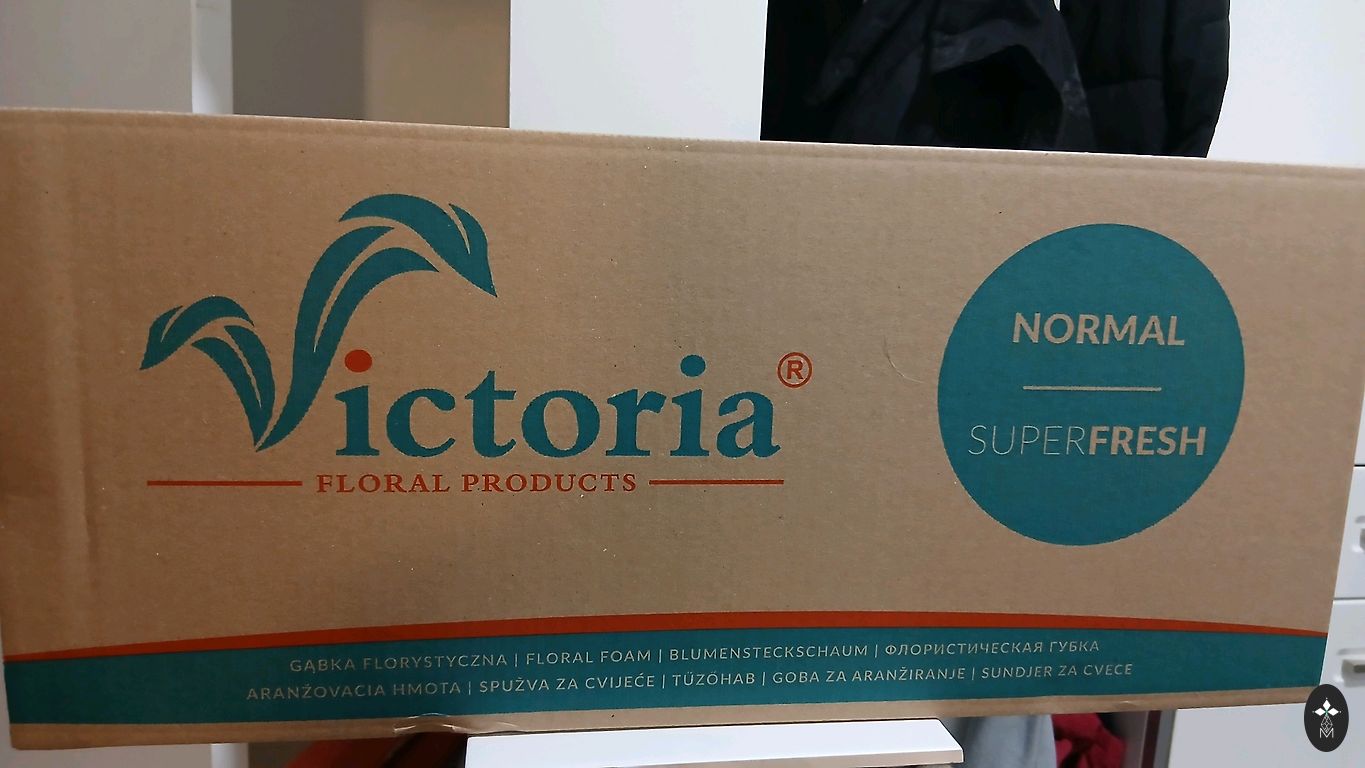 Victoria®
FLORAL PRODUCTS
NORMAL
SUPERFRESH
GĄBKA FLORYSTYCZNA | FLORAL FOAM | BLUMENSTECKSCHAUM | ФЛОРИСТИЧЕСКАЯ ГУБКА
ARANŽOVACIA HMOTA | SPUŽVA ZA CVIJEĆE | TŰZŐHAB | GOBA ZA ARANŽIRANJE | SUNDJER ZA CVECE
M